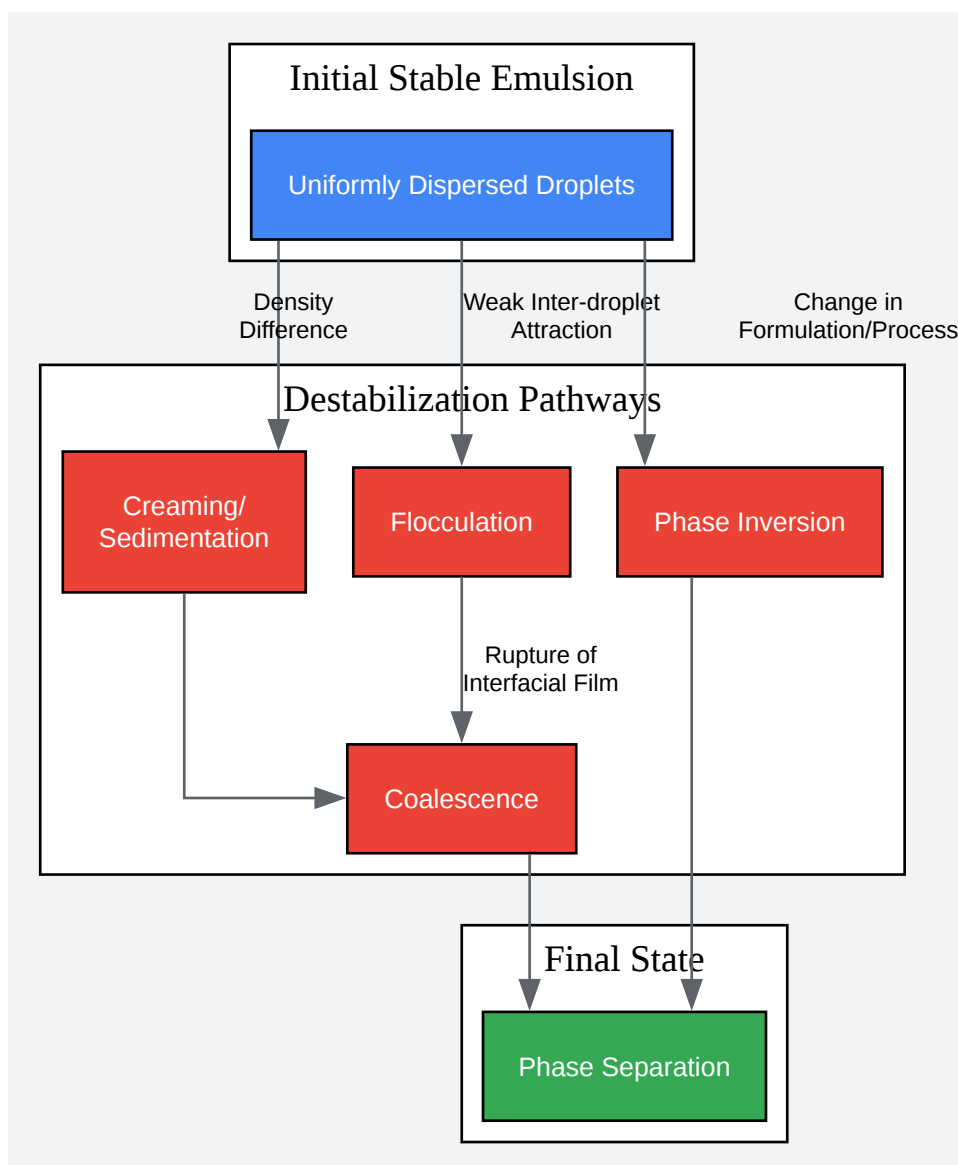 Initial Stable Emulsion
Uniformly Dispersed Droplets
Density
Difference
Weak Inter-droplet
Attraction
Change in
Formulation/Process
Destabilization Pathways
Creaming/
Sedimentation
Flocculation
Phase Inversion
Rupture of
Interfacial Film
Coalescence
Final State
Phase Separation